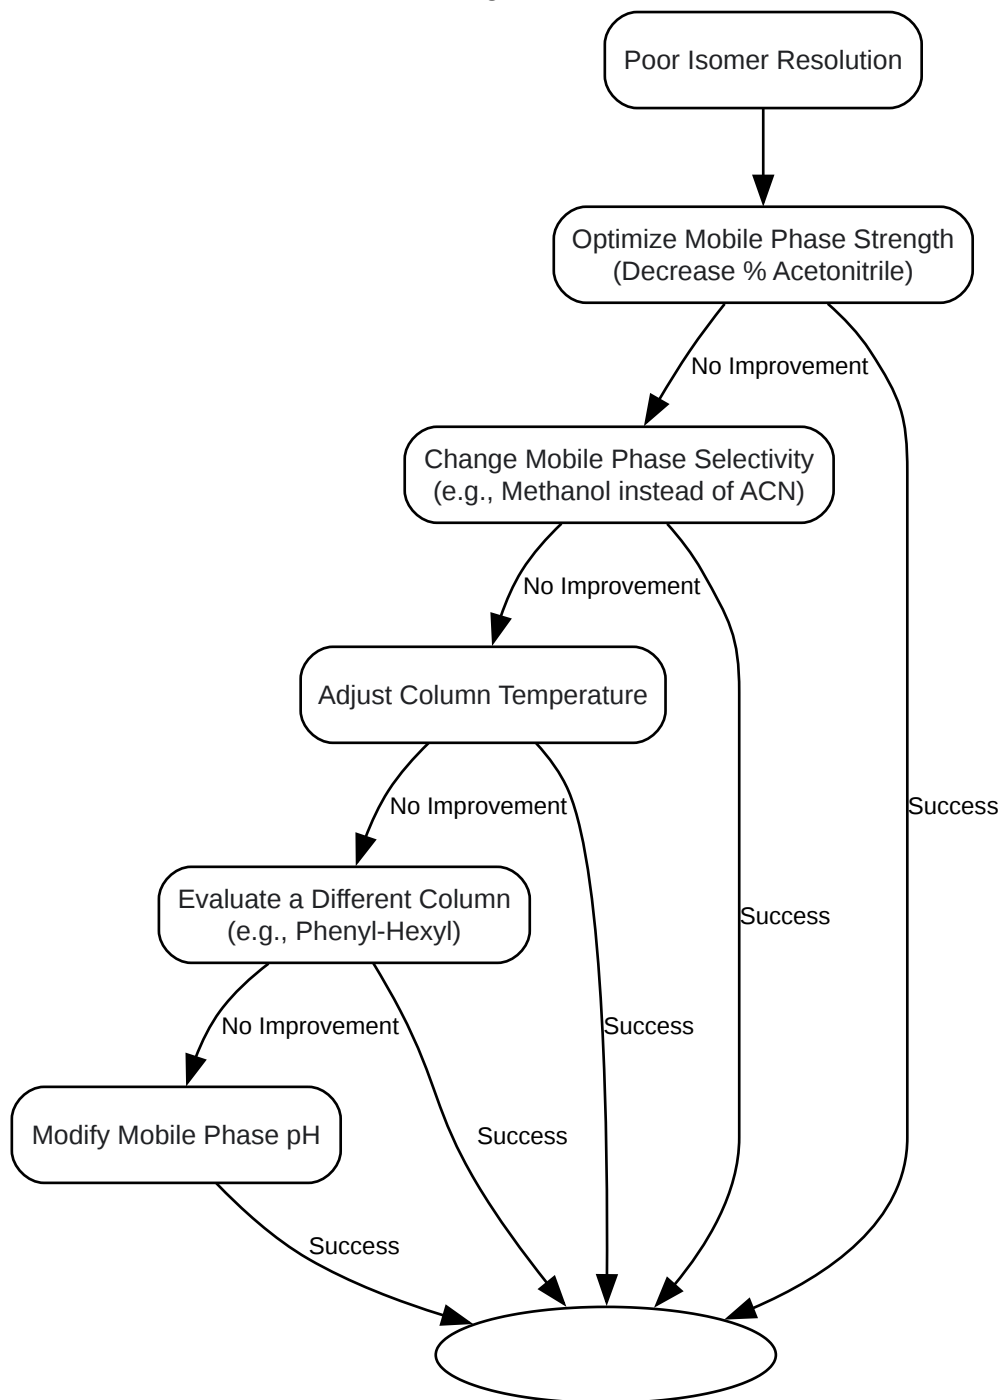 Poor Isomer Resolution
Optimize Mobile Phase Strength
(Decrease % Acetonitrile)
No Improvement
Change Mobile Phase Selectivity
(e.g., Methanol instead of ACN)
No Improvement
Adjust Column Temperature
No Improvement
Success
Evaluate a Different Column
(e.g., Phenyl-Hexyl)
Success
No Improvement
Success
Modify Mobile Phase pH
Success
Success